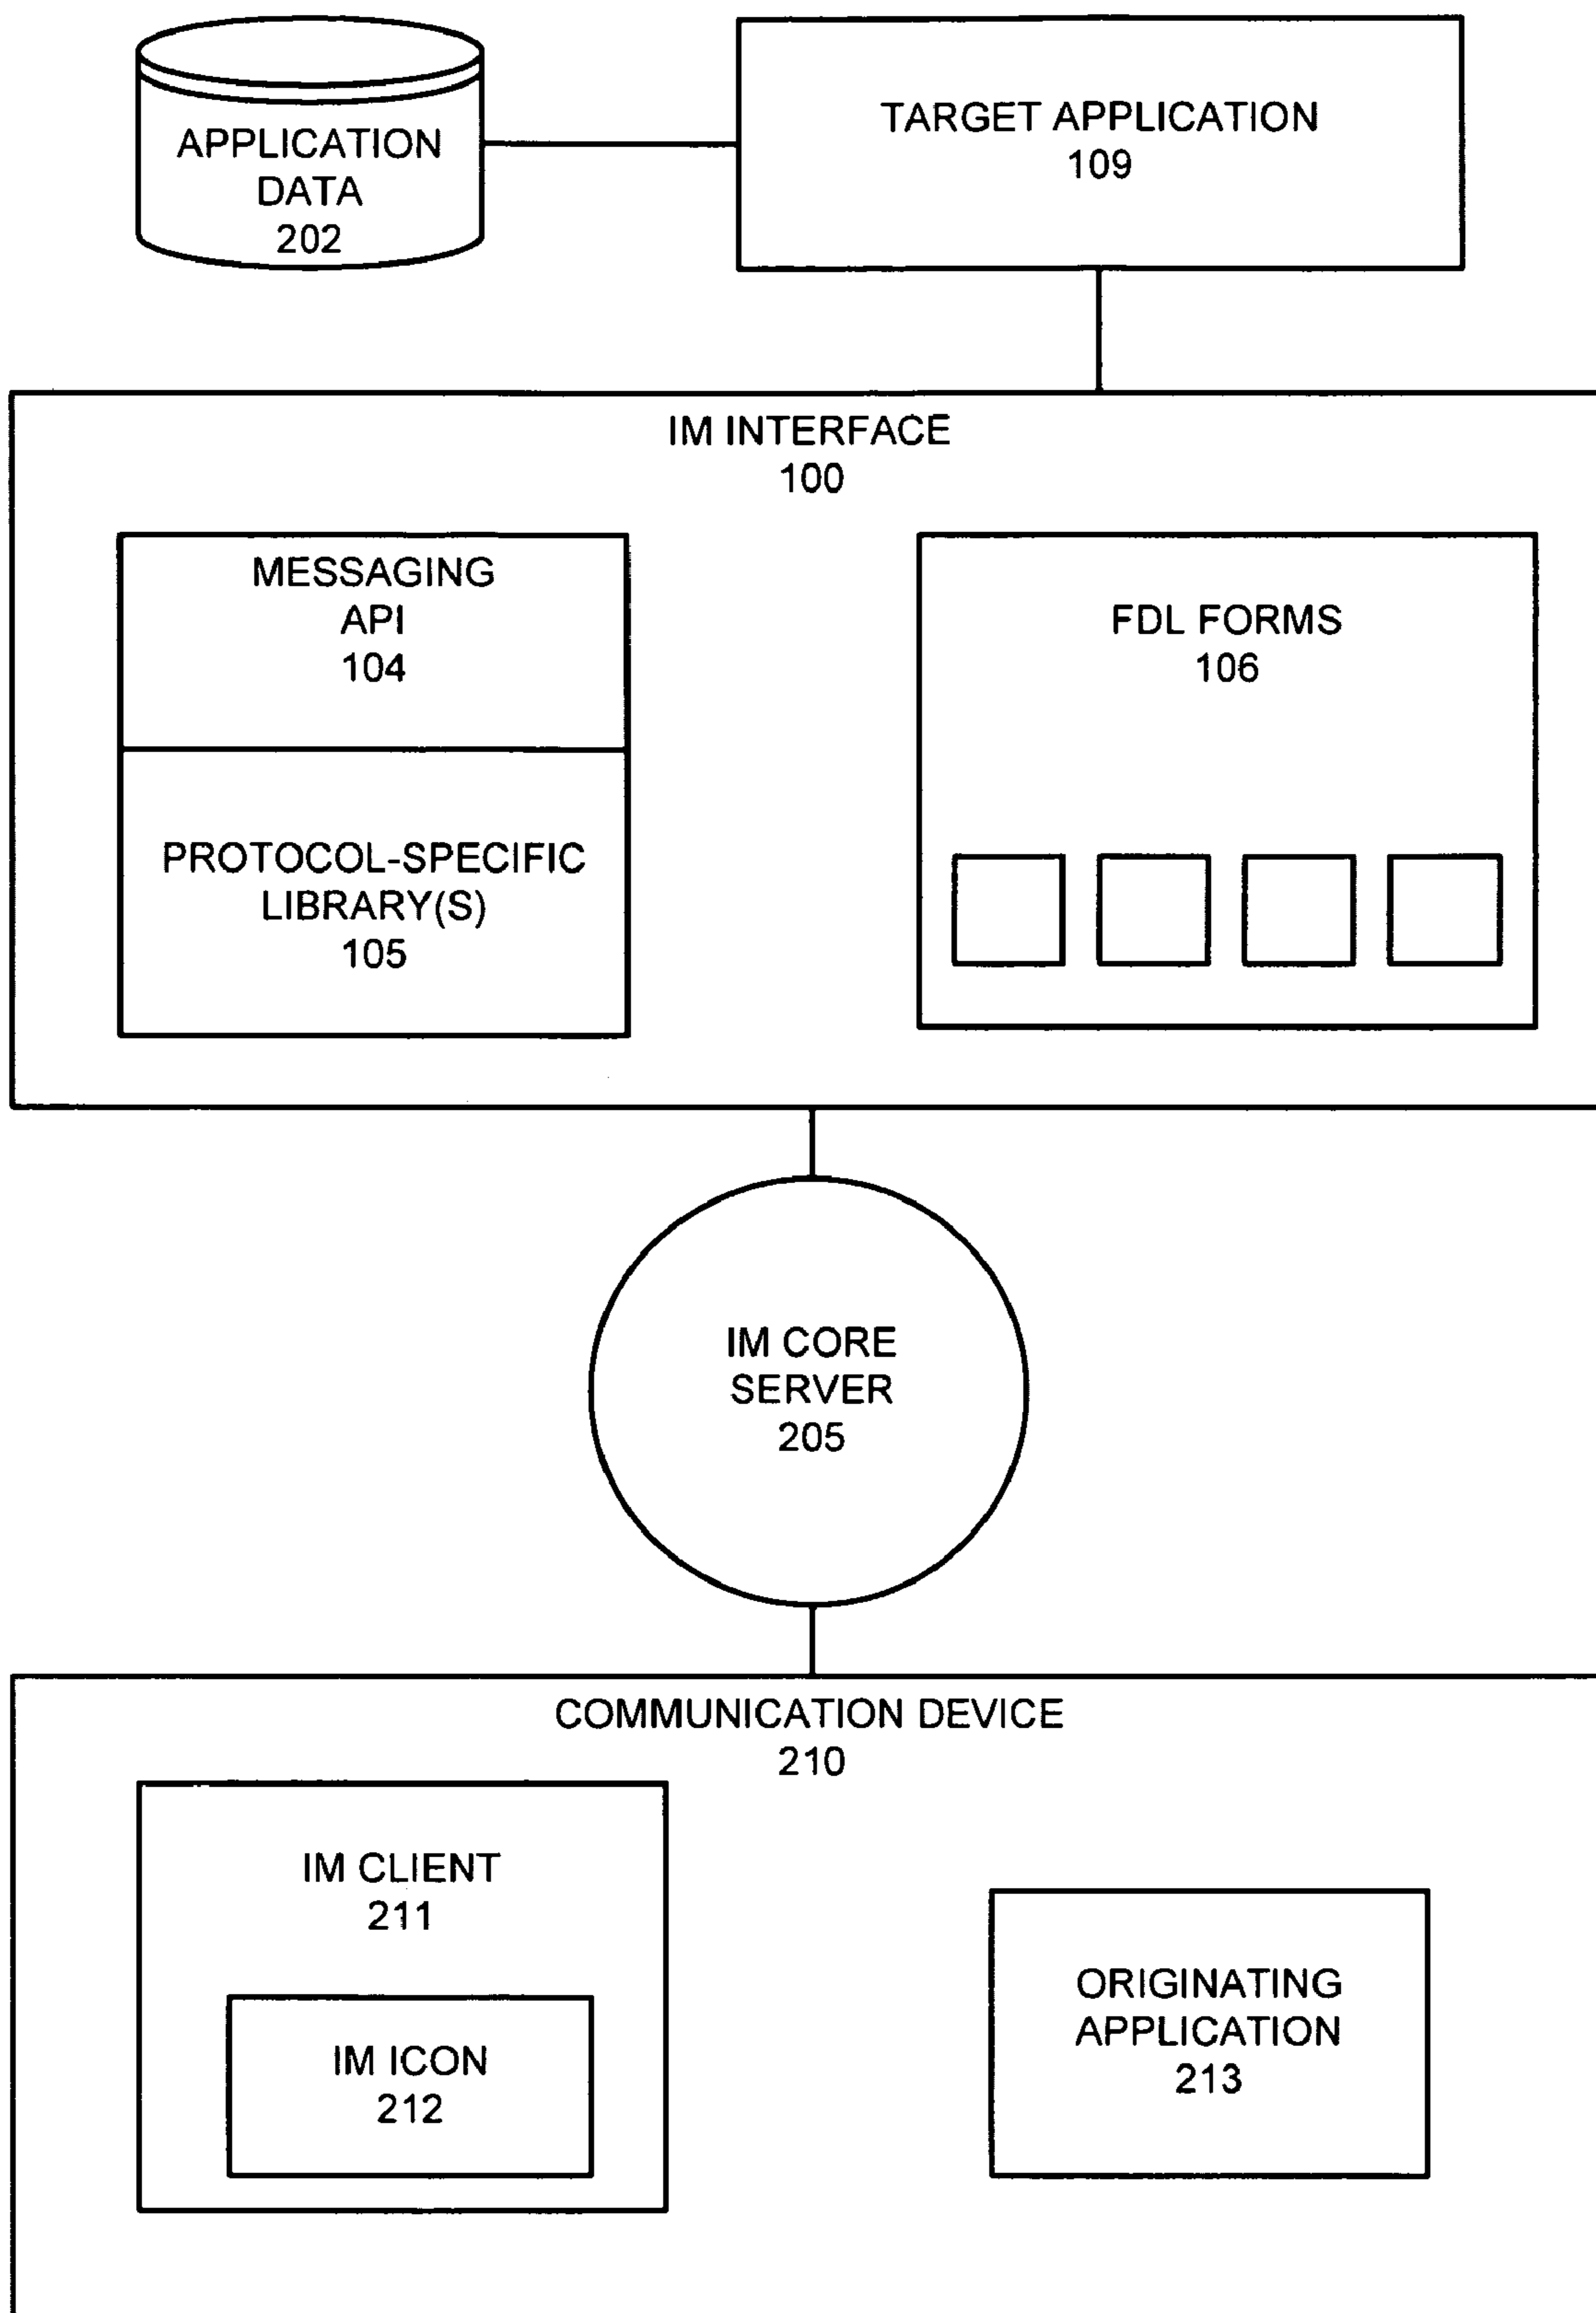 APPLICATION
DATA
202
TARGET APPLICATION
109
IM INTERFACE
100
MESSAGING
API
104
PROTOCOL-SPECIFIC
LIBRARY(S)
105
FDL FORMS
106
IM CORE
SERVER
205
COMMUNICATION DEVICE
210
IM CLIENT
211
IM ICON
212
ORIGINATING
APPLICATION
213